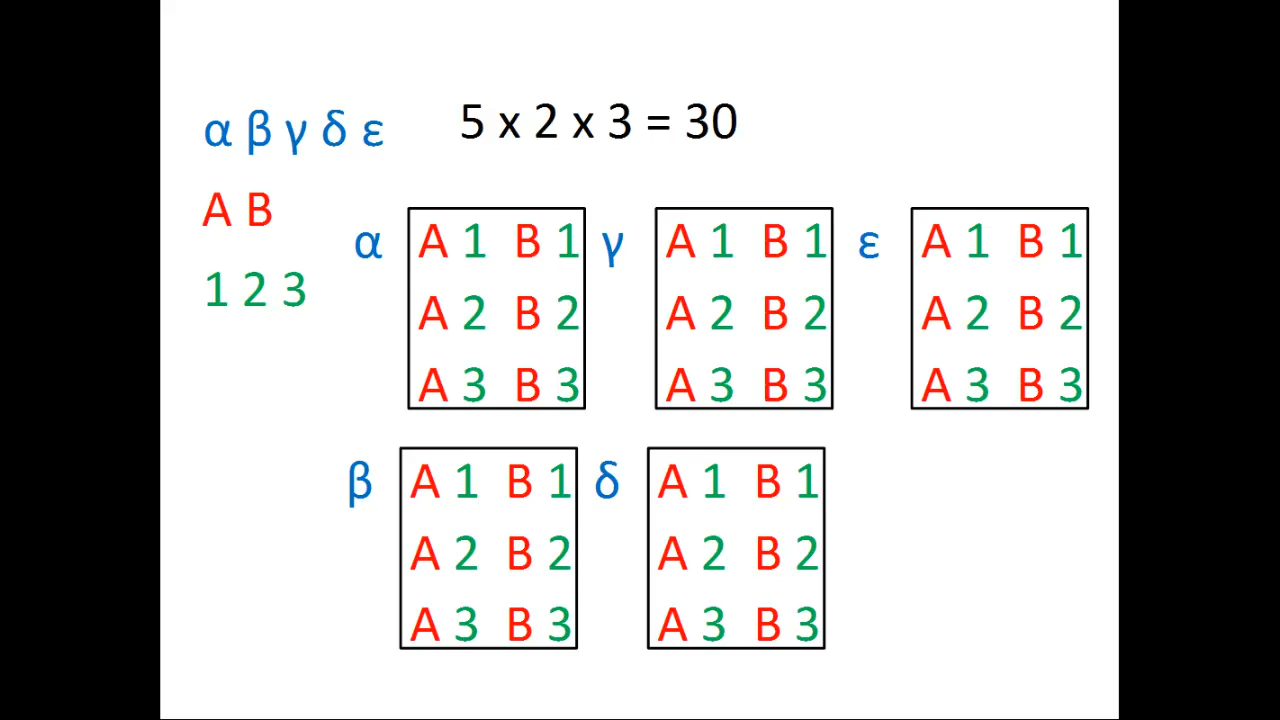 α β γ δ ε 5 x 2 x 3 = 30
A B
1 2 3
α A 1 B 1 γ A 1 B 1 ε A 1 B 1
A 2 B 2 A 2 B 2 A 2 B 2
A 3 B 3 A 3 B 3 A 3 B 3
β A 1 B 1 δ A 1 B 1
A 2 B 2 A 2 B 2
A 3 B 3 A 3 B 3